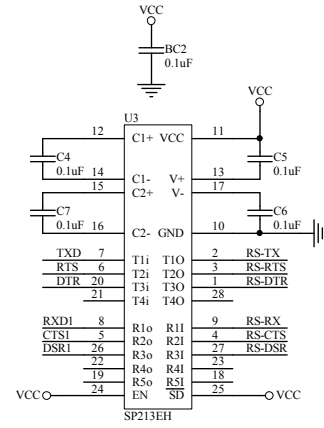 VCC
BC2
0.1uF
U3
VCC
12 C1+ VCC 11
C4
0.1uF
C5
0.1uF
14 C1- V+ 13
15 C2+ V- 17
C7
0.1uF
C6
0.1uF
16 C2- GND 10
TXD 7 T1i T1O 2 RS-TX
RTS 6 T2i T2O 3 RS-RTS
DTR 20 T3i T3O 1 RS-DTR
21 T4i T4O 28
RXD1 8 R1o R1I 9 RS-RX
CTS1 5 R2o R2I 4 RS-CTS
DSR1 26 R3o R3I 27 RS-DSR
22 R4o R4I 23
19 R5o R5I 18
VCC 24 EN SD 25 VCC
SP213EH